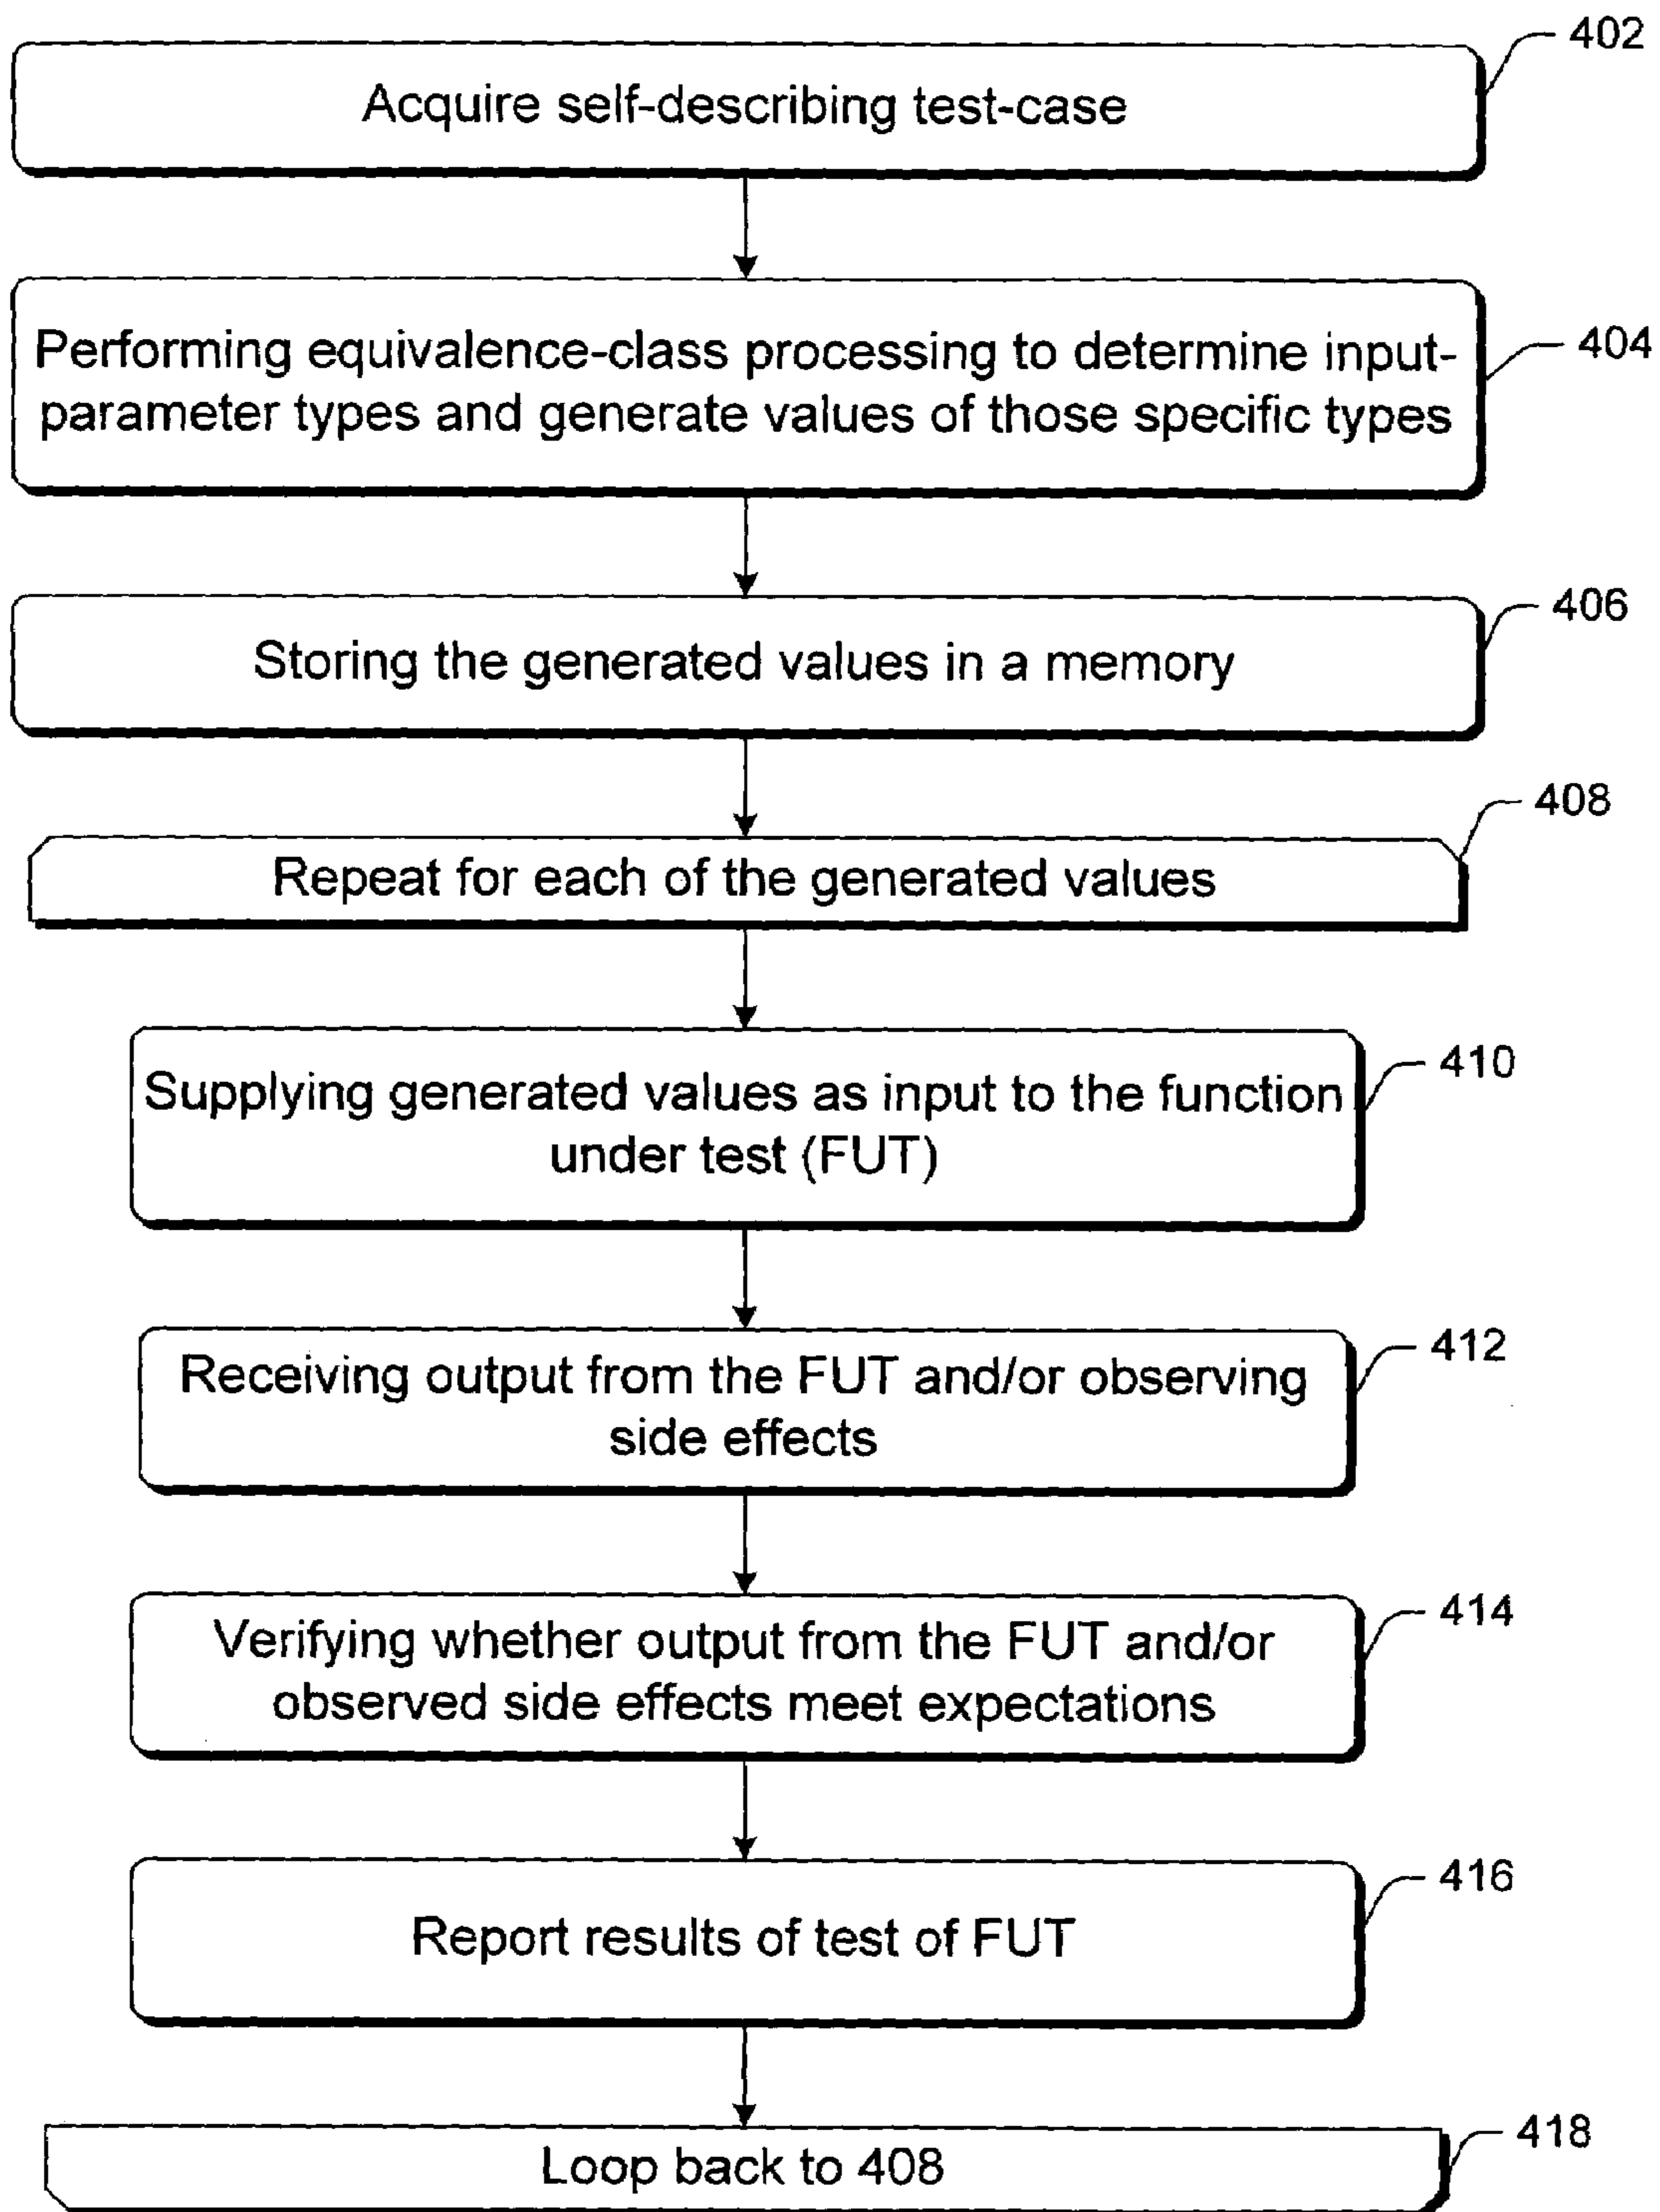 402
Acquire self-describing test-case
Performing equivalence-class processing to determine input-
parameter types and generate values of those specific types
404
406
Storing the generated values in a memory
408
Repeat for each of the generated values
410
Supplying generated values as input to the function
under test (FUT)
412
Receiving output from the FUT and/or observing
side effects
414
Verifying whether output from the FUT and/or
observed side effects meet expectations
416
Report results of test of FUT
418
Loop back to 408